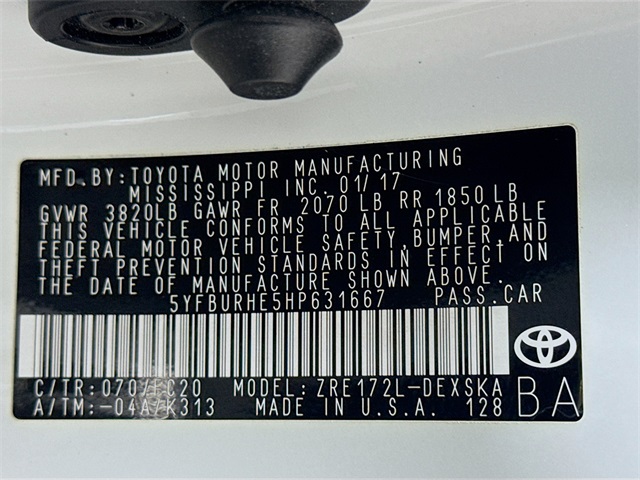 MFD.BY:TOYOTA MOTOR MANUFACTURING
MISSISSIPPI INC. 01/17
GVWR 3820LB GAWR FR 2070 LB RR 1850 LB
THIS VEHICLE CONFORMS TO ALL APPLICABLE
FEDERAL MOTOR VEHICLE SAFETY,BUMPER,AND
THEFT PREVENTION STANDARDS IN EFFECT ON
THE DATE OF MANUFACTURE SHOWN ABOVE.
5YFBURHE5HP631667 PASS.CAR
C/TR:070/FC20 MODEL:ZRE172L-DEXSKA
A/TM:-04A/K313 MADE IN U.S.A. 128 BA